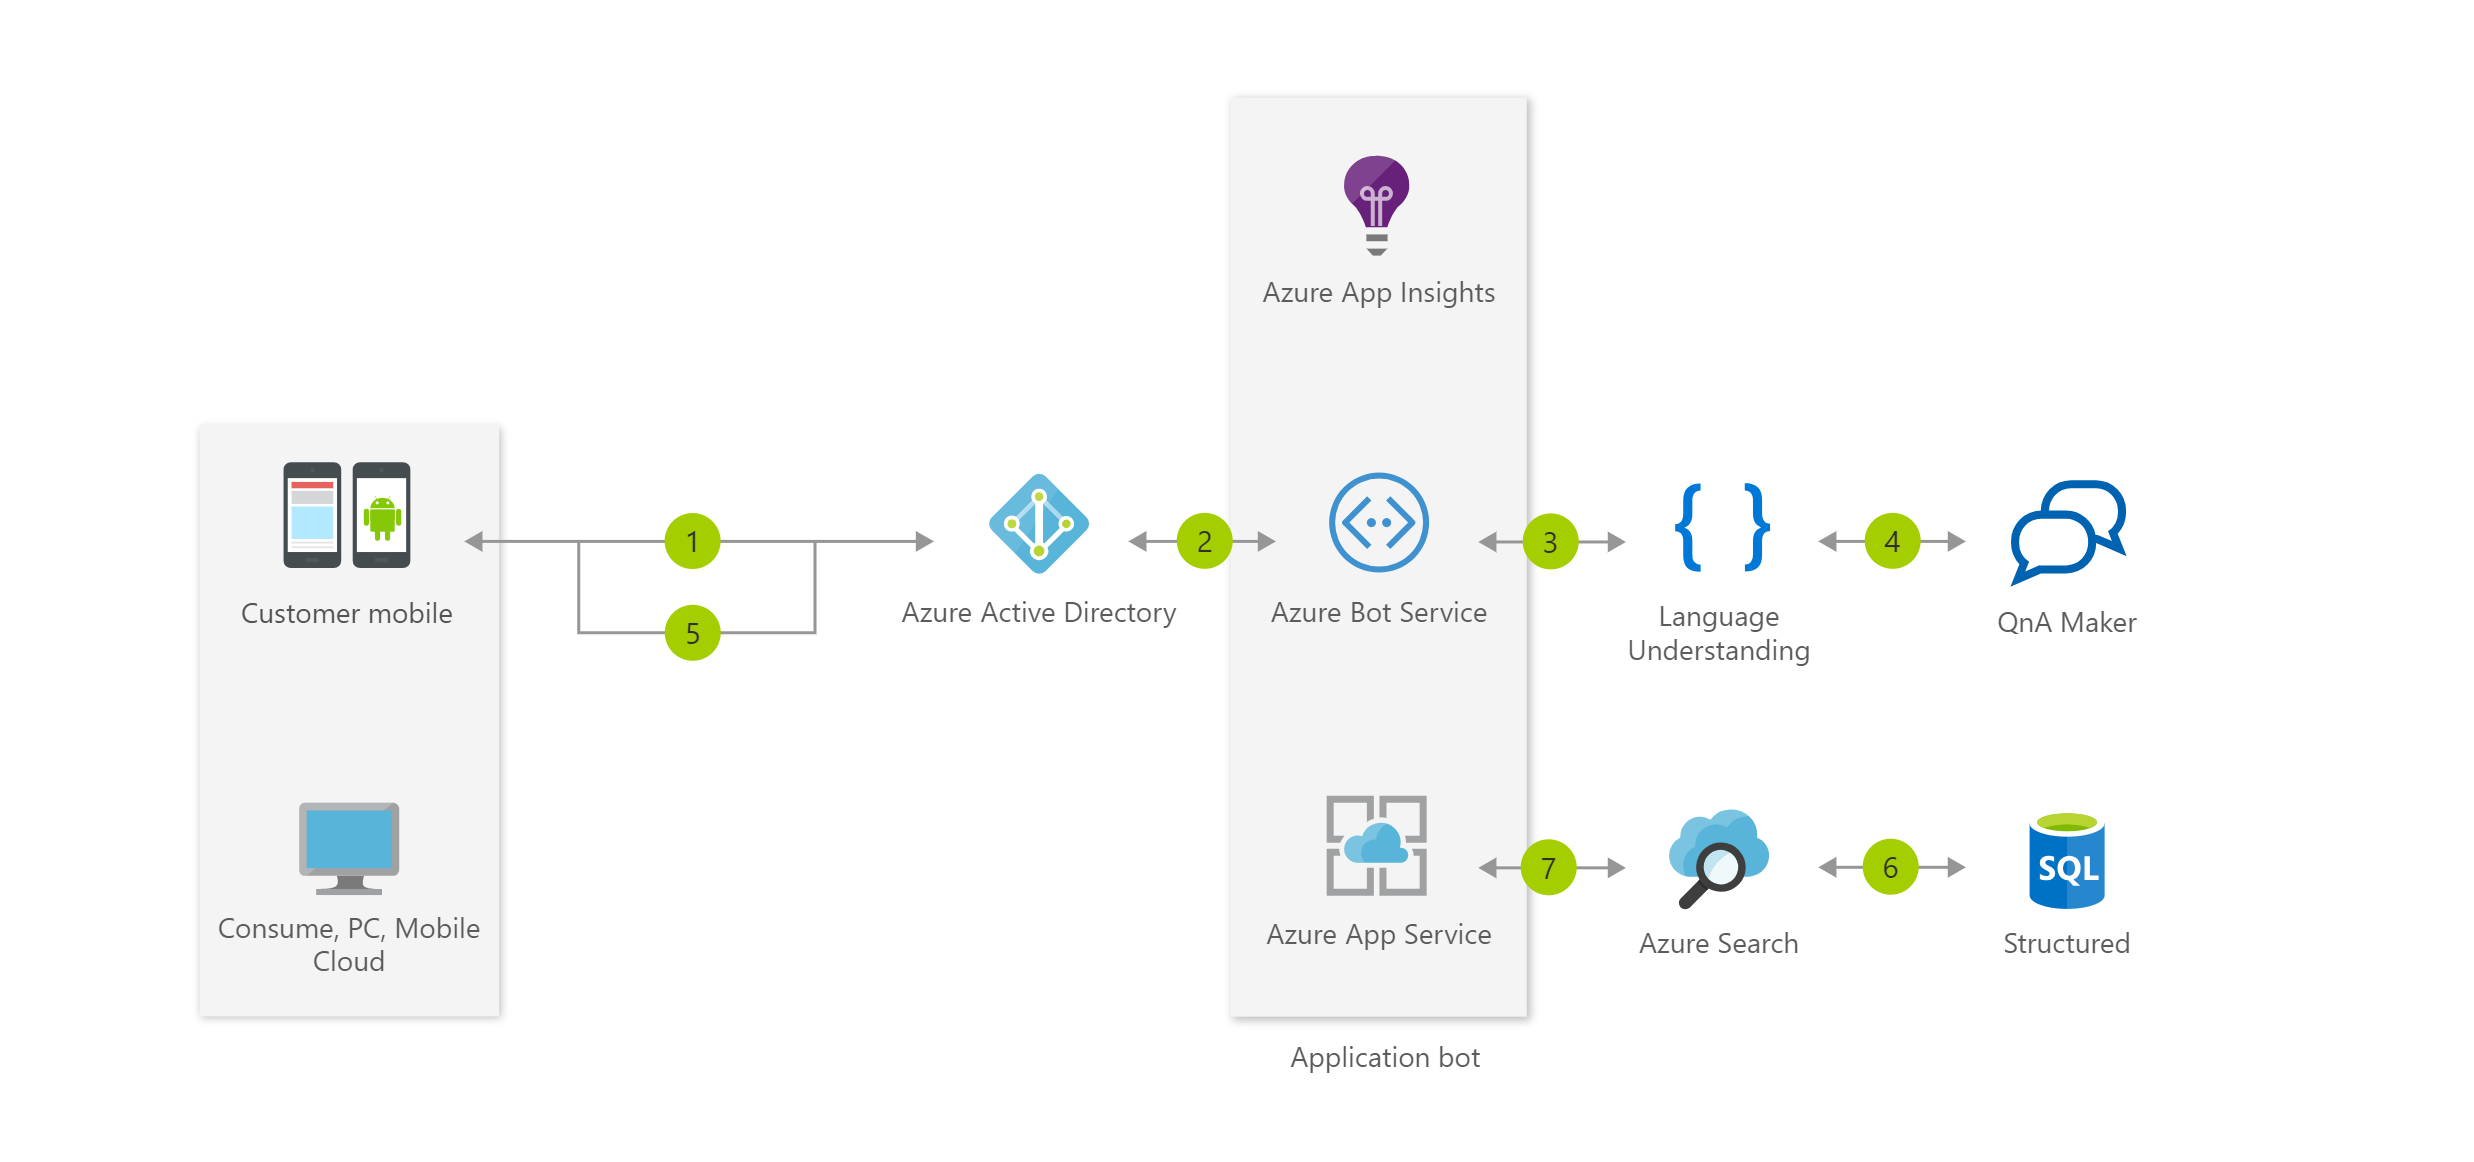 Azure App Insights
Customer mobile
1
5
Azure Active Directory
2
Azure Bot Service
3
Language
Understanding
4
QnA Maker
Consume, PC, Mobile
Cloud
Azure App Service
7
Azure Search
6
SQL
Structured
Application bot